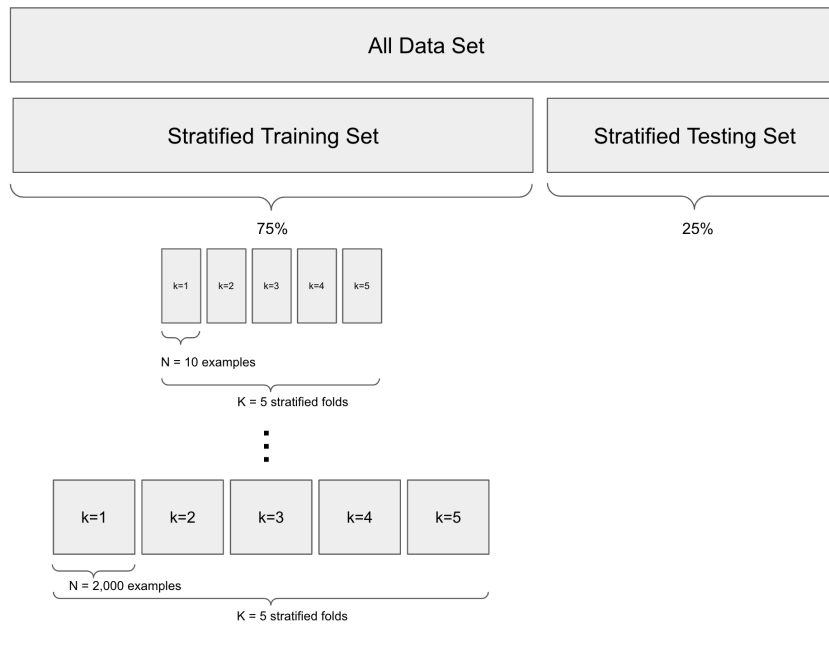 All Data Set
Stratified Training Set
Stratified Testing Set
75%
25%
k=1
k=2
k=3
k=4
k=5
N = 10 examples
K = 5 stratified folds
k=1
k=2
k=3
k=4
k=5
N = 2,000 examples
K = 5 stratified folds